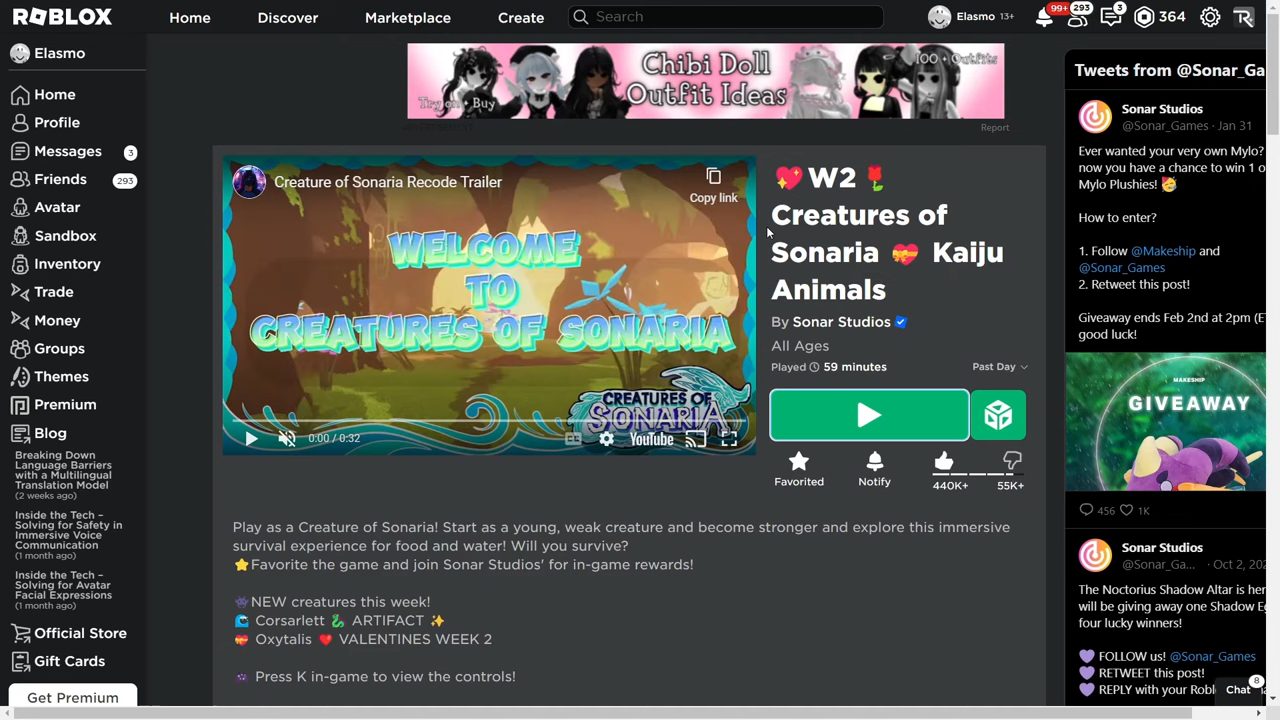 ROBLOX
Home
Discover
Marketplace
Create
Search
Elasmo 13+
99+
293
3
364
Elasmo
Home
Profile
Messages 3
Friends 293
Avatar
Sandbox
Inventory
Trade
Money
Groups
Themes
Premium
Blog
Breaking Down
Language Barriers
with a Multilingual
Translation Model
(2 weeks ago)
Inside the Tech –
Solving for Safety in
Immersive Voice
Communication
(1 month ago)
Inside the Tech –
Solving for Avatar
Facial Expressions
(1 month ago)
Official Store
Gift Cards
Get Premium
Try on + Buy
Chibi Doll
Outfit Ideas
100+ Outfits
ADVERTISEMENT
Report
Creature of Sonaria Recode Trailer
Copy link
WELCOME
TO
CREATURES OF SONARIA
CREATURES OF
SONARIA
0:00 / 0:32
YouTube
💖W2🌹
Creatures of
Sonaria 💝 Kaiju
Animals
By Sonar Studios
All Ages
Played 59 minutes
Past Day
Favorited
Notify
440K+
55K+
Play as a Creature of Sonaria! Start as a young, weak creature and become stronger and explore this immersive
survival experience for food and water! Will you survive?
⭐Favorite the game and join Sonar Studios' for in-game rewards!
👾NEW creatures this week!
🌊 Corsarlett 🐉 ARTIFACT ✨
💝 Oxytalis ❤️ VALENTINES WEEK 2
🎮 Press K in-game to view the controls!
Tweets from @Sonar_Ga
Sonar Studios
@Sonar_Games · Jan 31
Ever wanted your very own Mylo?
now you have a chance to win 1 o
Mylo Plushies! 🥳
How to enter?
1. Follow @Makeship and
@Sonar_Games
2. Retweet this post!
Giveaway ends Feb 2nd at 2pm (E
good luck!
MAKESHIP
GIVEAWAY
456
1K
Sonar Studios
@Sonar_Ga... · Oct 2, 202
The Noctorius Shadow Altar is her
will be giving away one Shadow Eg
four lucky winners!
💜 FOLLOW us! @Sonar_Games
💜 RETWEET this post!
💜 REPLY with your Robl
Chat
8